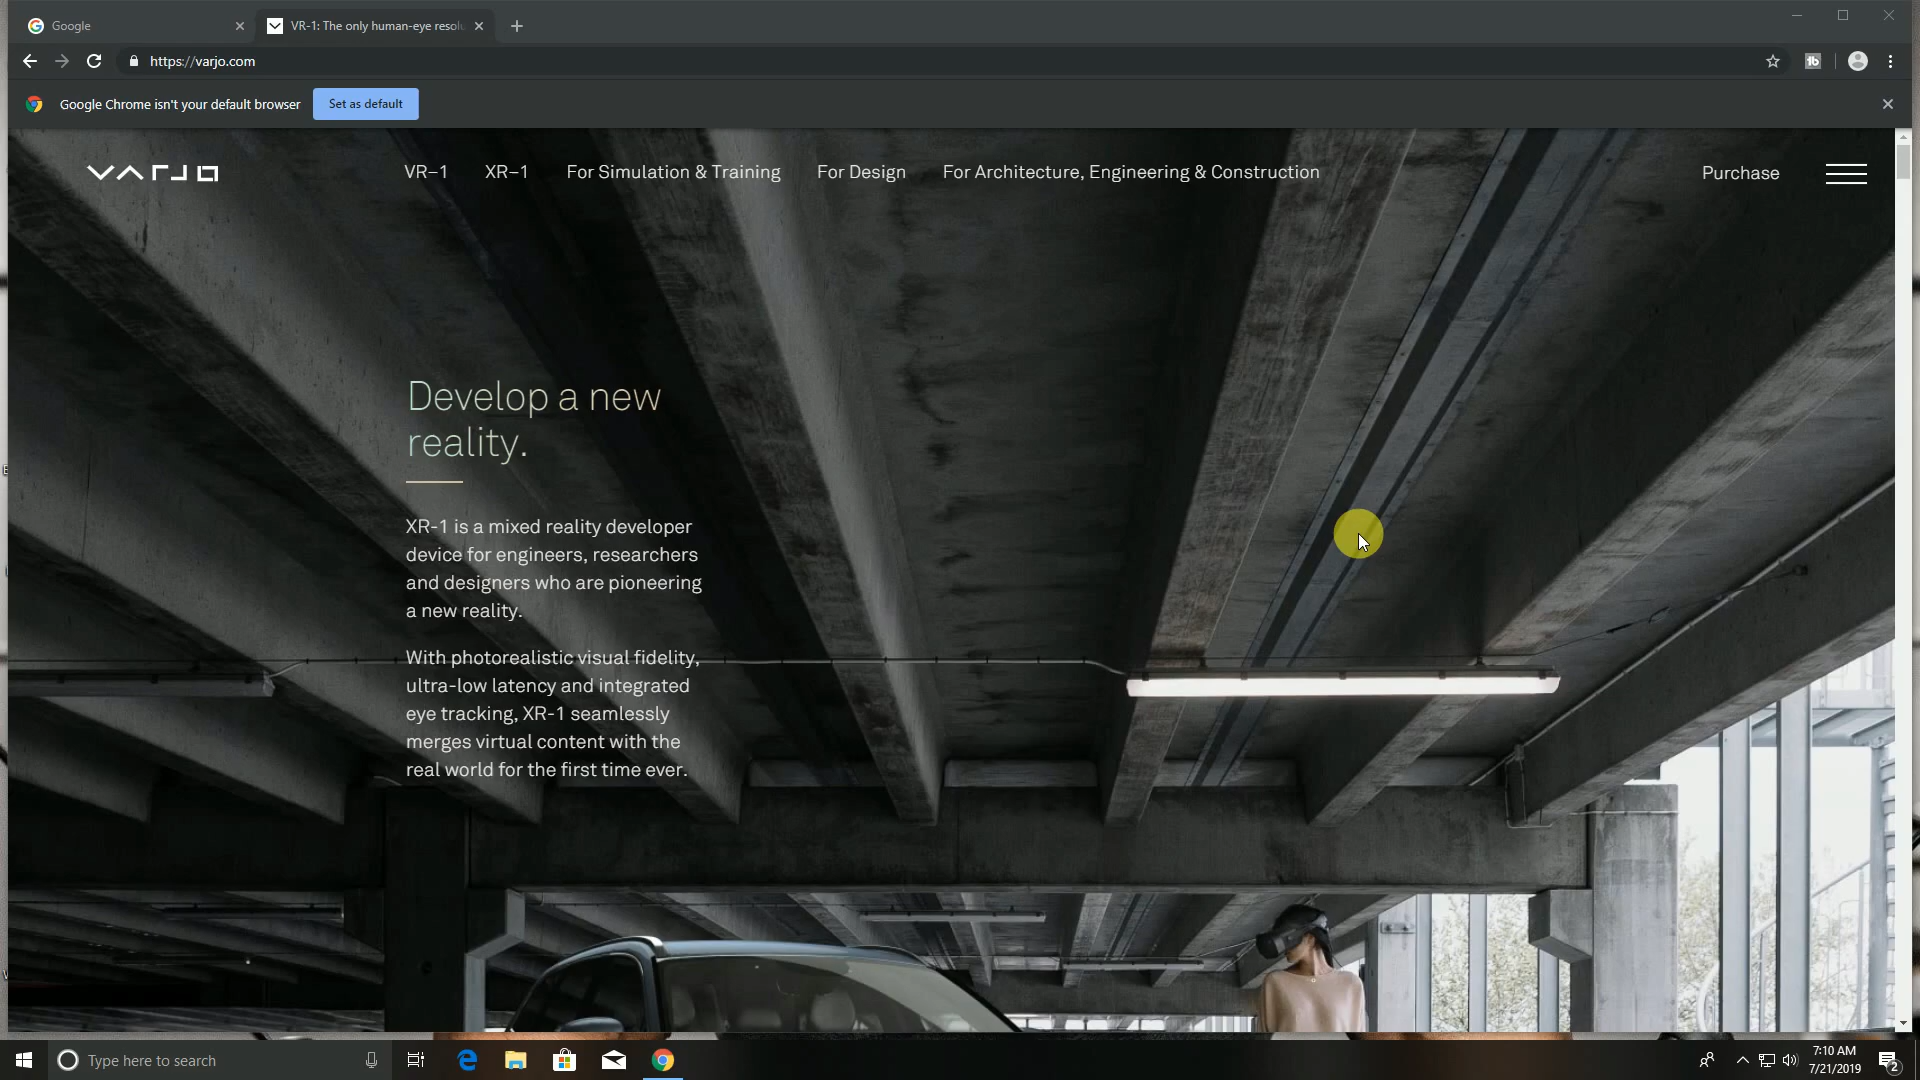 Google
VR-1: The only human-eye resolu
https://varjo.com
Google Chrome isn't your default browser
Set as default
VARJO
VR–1
XR–1
For Simulation & Training
For Design
For Architecture, Engineering & Construction
Purchase
Develop a new
reality.
XR-1 is a mixed reality developer
device for engineers, researchers
and designers who are pioneering
a new reality.
With photorealistic visual fidelity,
ultra-low latency and integrated
eye tracking, XR-1 seamlessly
merges virtual content with the
real world for the first time ever.
Type here to search
7:10 AM
7/21/2019
2